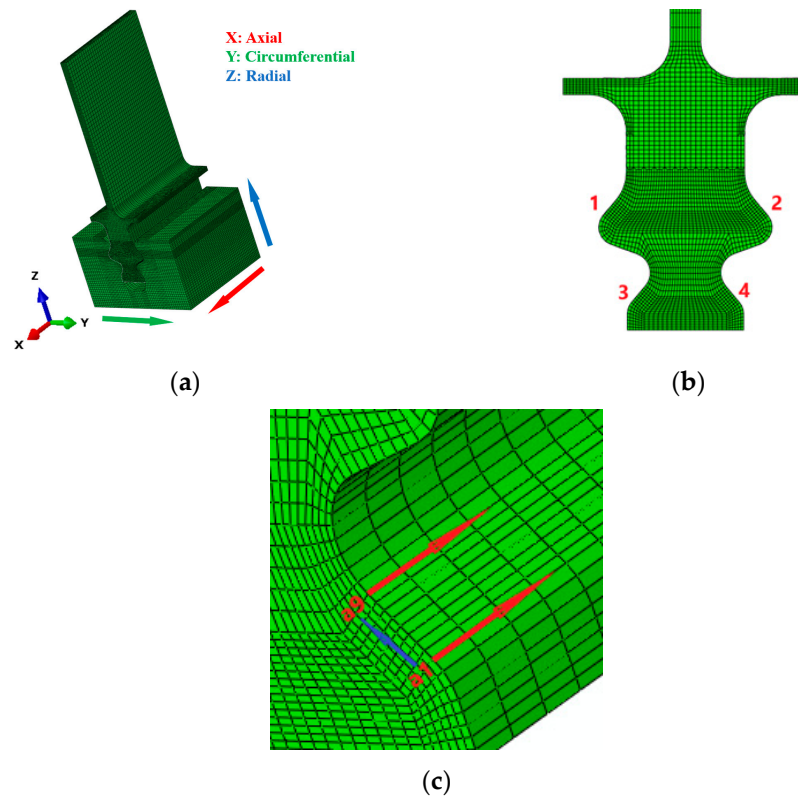 X: Axial
Y: Circumferential
Z: Radial
Z
Y
X
(a)
1 2
3 4
(b)
(c)